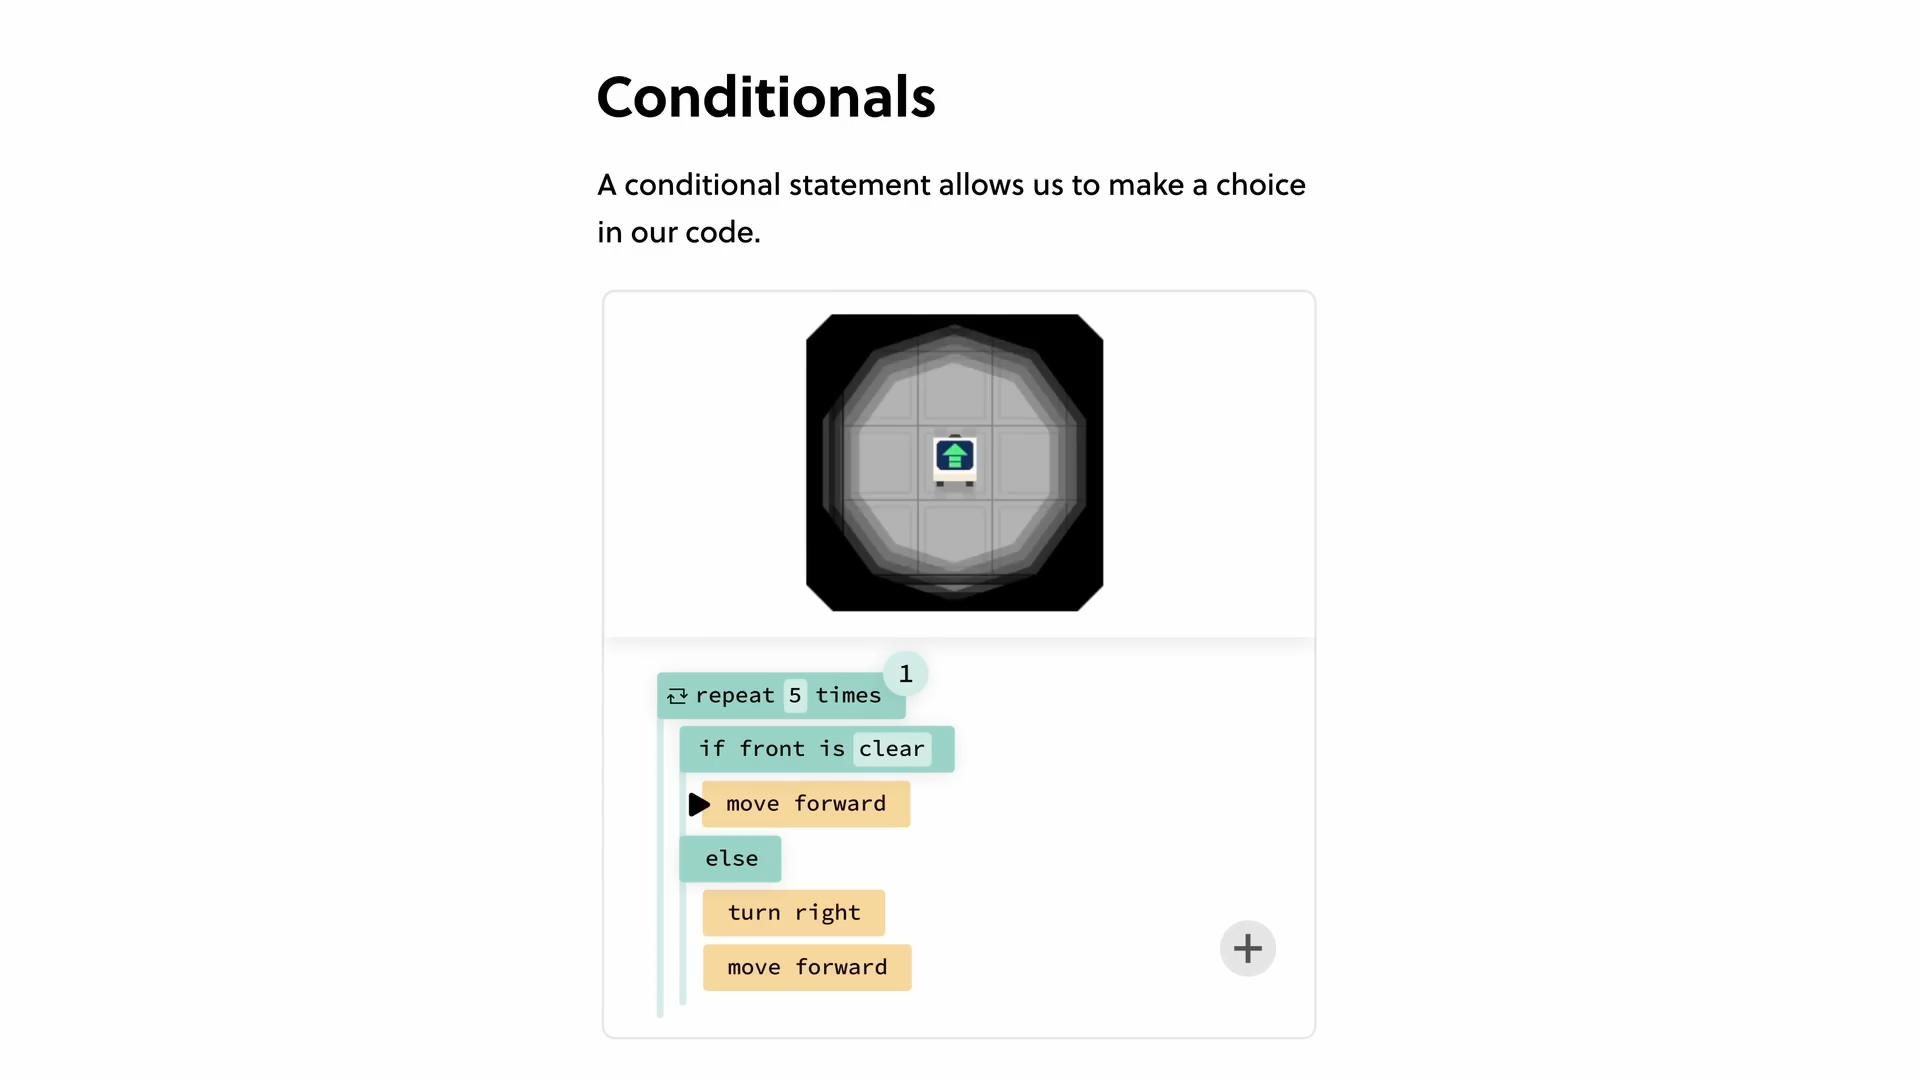 Conditionals
A conditional statement allows us to make a choice
in our code.
1
repeat 5 times
if front is clear
move forward
else
turn right
move forward